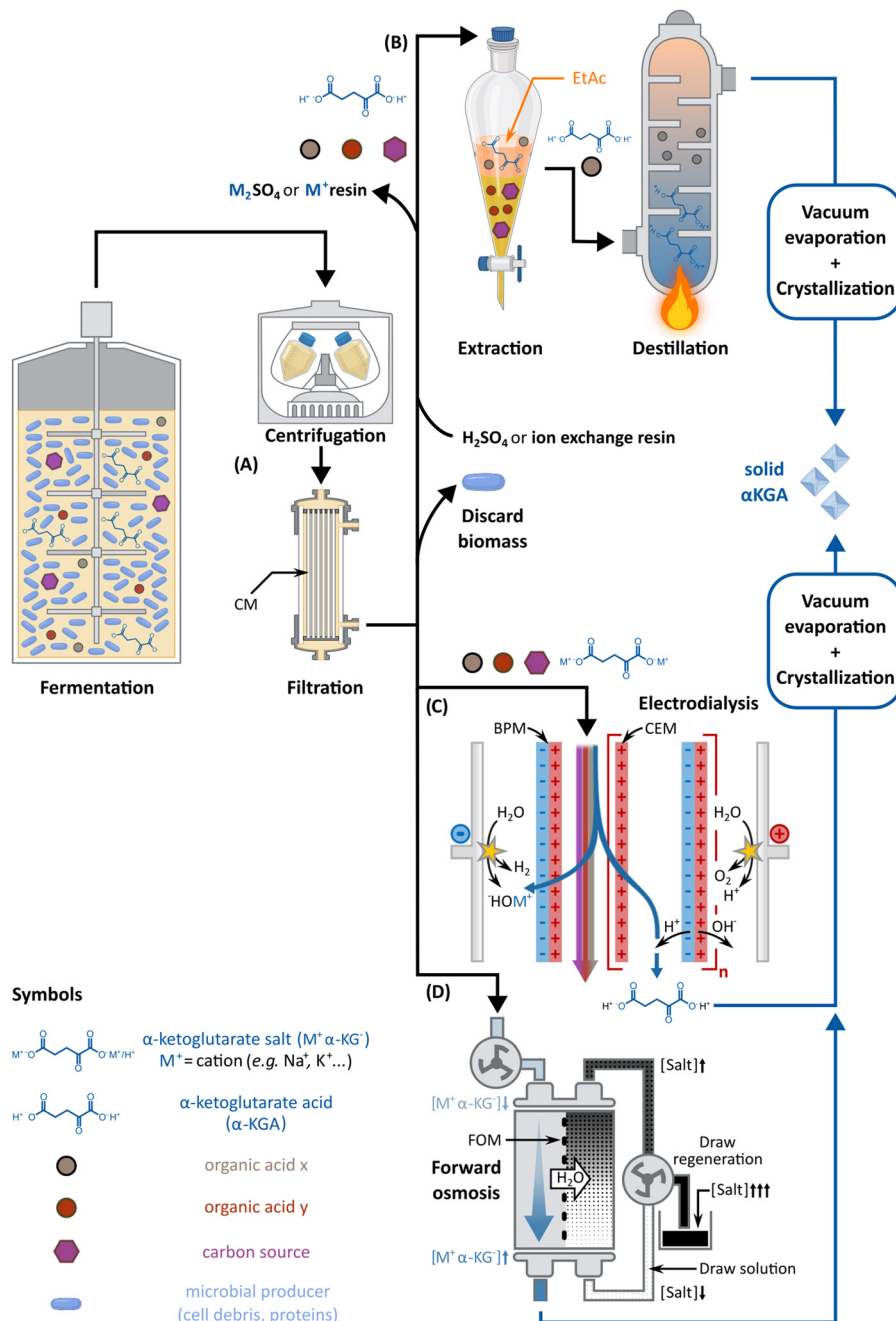 (B)
EtAc
H⁺ ⁻O O O O⁻H⁺
H⁺ ⁻O O O O⁻H⁺
M₂SO₄ or M⁺resin
Extraction
Destillation
Vacuum
evaporation
+
Crystallization
Centrifugation
(A)
H₂SO₄ or ion exchange resin
Discard
biomass
solid
αKGA
CM
Fermentation
Filtration
Vacuum
evaporation
+
Crystallization
M⁺ ⁻O O O O⁻M⁺
(C)
Electrodialysis
BPM
CEM
H₂O
H₂
⁻HOM⁺
H₂O
O₂
H⁺
H⁺
OH⁻
n
(D)
H⁺ ⁻O O O O⁻H⁺
Symbols
M⁺ ⁻O O O O⁻M⁺/H⁺
α-ketoglutarate salt (M⁺α-KG⁻)
M⁺ = cation (e.g. Na⁺, K⁺...)
H⁺ ⁻O O O O⁻H⁺
α-ketoglutarate acid
(α-KGA)
organic acid x
organic acid y
carbon source
microbial producer
(cell debris, proteins)
[Salt]↑
[M⁺α-KG⁻]↓
FOM
Forward
osmosis
H₂O
Draw
regeneration
[Salt]↑↑↑
[M⁺α-KG⁻]↑
Draw solution
[Salt]↓